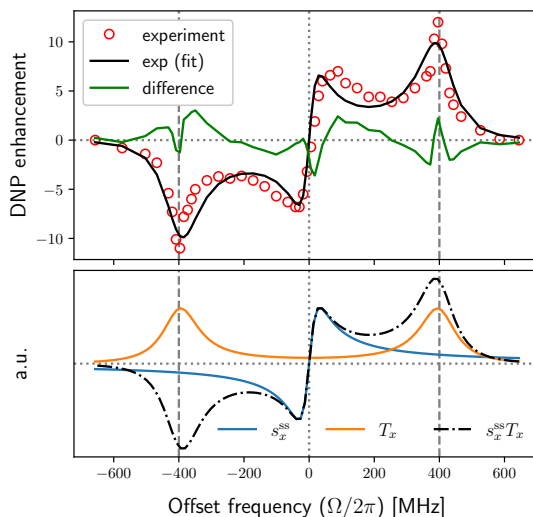 experiment
exp (fit)
difference
DNP enhancement
10
5
0
−5
−10
a.u.
$s_x^{ss}$ $T_x$ $s_x^{ss}T_x$
−600 −400 −200 0 200 400 600
Offset frequency (Ω/2π) [MHz]